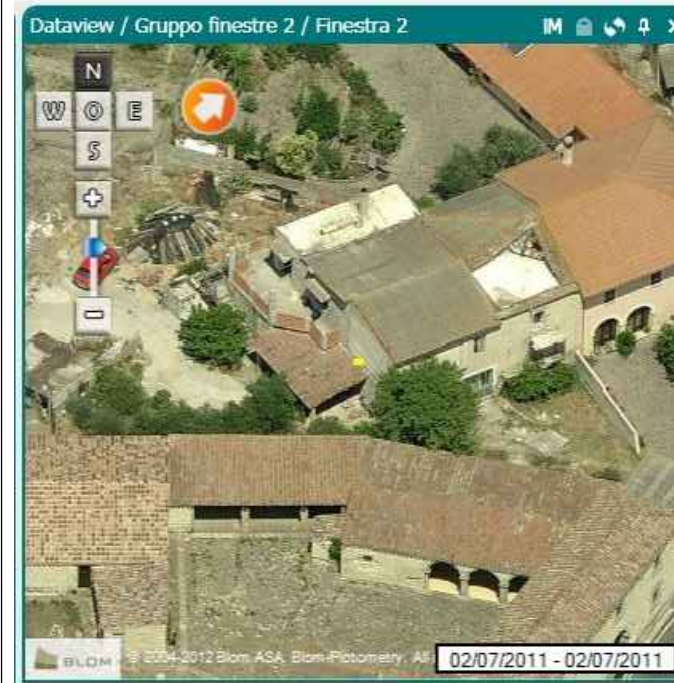 Dataview / Gruppo finestre 2 / Finestra 2
IM
N
W O E
S
BLOM
© 2004-2012 Blom ASA, Blom-Pictometry, All
02/07/2011 - 02/07/2011